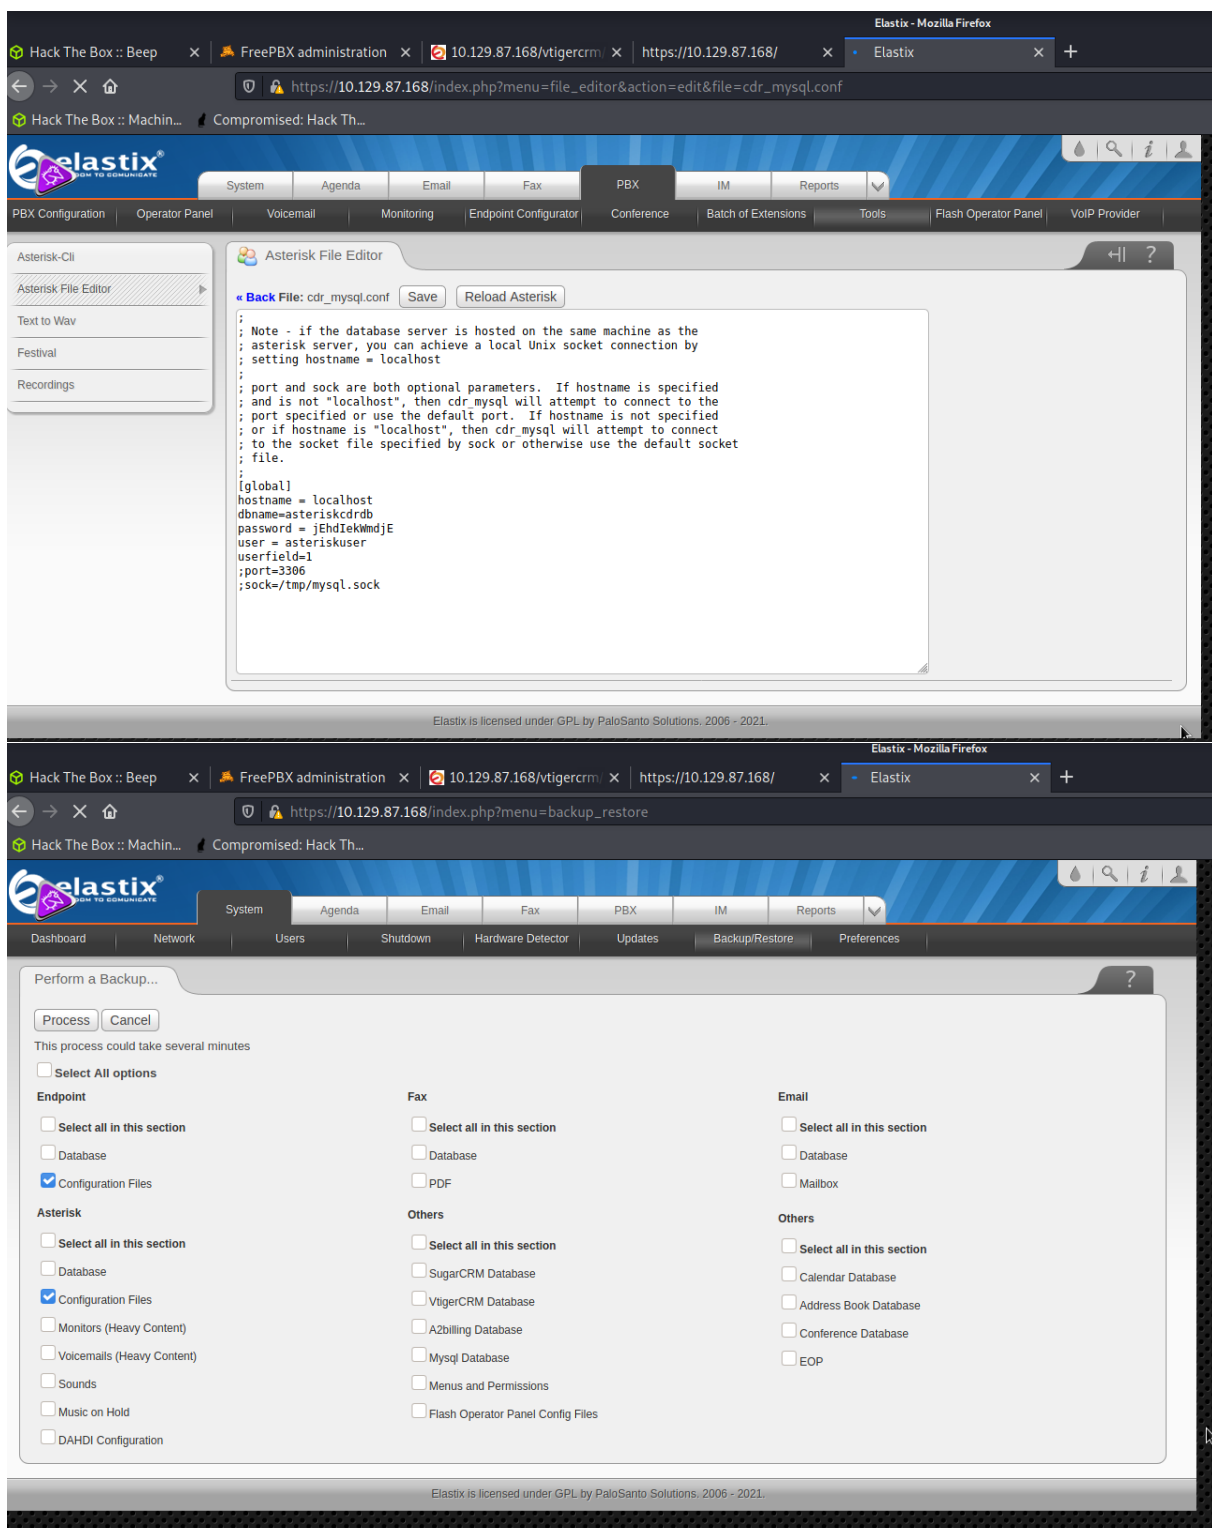 Elastix - Mozilla Firefox
Hack The Box :: Beep
FreePBX administration
10.129.87.168/vtigercrm/
https://10.129.87.168/
Elastix
https://10.129.87.168/index.php?menu=file_editor&action=edit&file=cdr_mysql.conf
Hack The Box :: Machin...
Compromised: Hack Th...
elastix®
System
Agenda
Email
Fax
PBX
IM
Reports
PBX Configuration
Operator Panel
Voicemail
Monitoring
Endpoint Configurator
Conference
Batch of Extensions
Tools
Flash Operator Panel
VoIP Provider
Asterisk-Cli
Asterisk File Editor
Text to Wav
Festival
Recordings
Asterisk File Editor
?
« Back File: cdr_mysql.conf Save Reload Asterisk
;
; Note - if the database server is hosted on the same machine as the
; asterisk server, you can achieve a local Unix socket connection by
; setting hostname = localhost
;
; port and sock are both optional parameters.  If hostname is specified
; and is not "localhost", then cdr_mysql will attempt to connect to the
; port specified or use the default port.  If hostname is not specified
; or if hostname is "localhost", then cdr_mysql will attempt to connect
; to the socket file specified by sock or otherwise use the default socket
; file.
;
[global]
hostname = localhost
dbname=asteriskcdrdb
password = jEhdIekWmdjE
user = asteriskuser
userfield=1
;port=3306
;sock=/tmp/mysql.sock
Elastix is licensed under GPL by PaloSanto Solutions. 2006 - 2021.
Elastix - Mozilla Firefox
Hack The Box :: Beep
FreePBX administration
10.129.87.168/vtigercrm/
https://10.129.87.168/
Elastix
https://10.129.87.168/index.php?menu=backup_restore
Hack The Box :: Machin...
Compromised: Hack Th...
elastix®
System
Agenda
Email
Fax
PBX
IM
Reports
Dashboard
Network
Users
Shutdown
Hardware Detector
Updates
Backup/Restore
Preferences
Perform a Backup...
?
Process Cancel
This process could take several minutes
Select All options
Endpoint
Select all in this section
Database
Configuration Files
Asterisk
Select all in this section
Database
Configuration Files
Monitors (Heavy Content)
Voicemails (Heavy Content)
Sounds
Music on Hold
DAHDI Configuration
Fax
Select all in this section
Database
PDF
Others
Select all in this section
SugarCRM Database
VtigerCRM Database
A2billing Database
Mysql Database
Menus and Permissions
Flash Operator Panel Config Files
Email
Select all in this section
Database
Mailbox
Others
Select all in this section
Calendar Database
Address Book Database
Conference Database
EOP
Elastix is licensed under GPL by PaloSanto Solutions. 2006 - 2021.